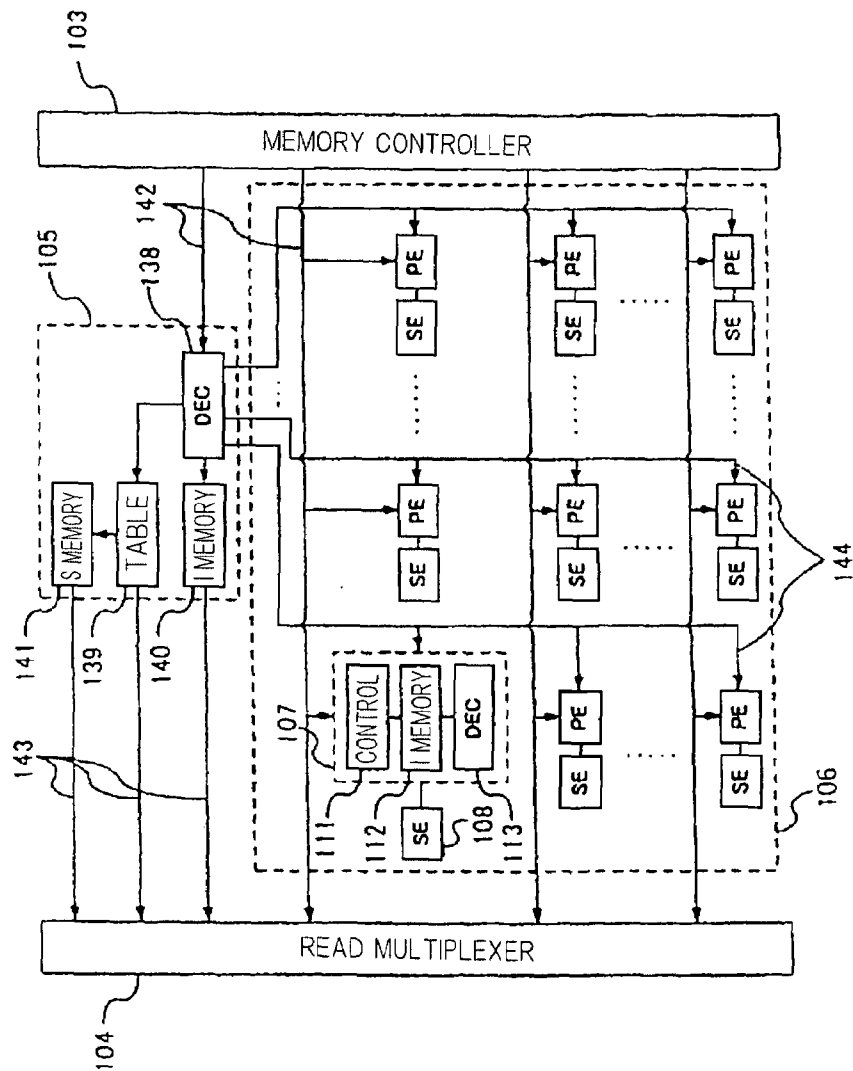 103
MEMORY CONTROLLER
142
105
138
DEC
S MEMORY
TABLE
I MEMORY
141
139
140
143
PE
SE
PE
SE
PE
SE
PE
SE
PE
SE
PE
SE
144
107
CONTROL
I MEMORY
DEC
111
112
113
SE
108
PE
SE
PE
SE
106
READ MULTIPLEXER
104